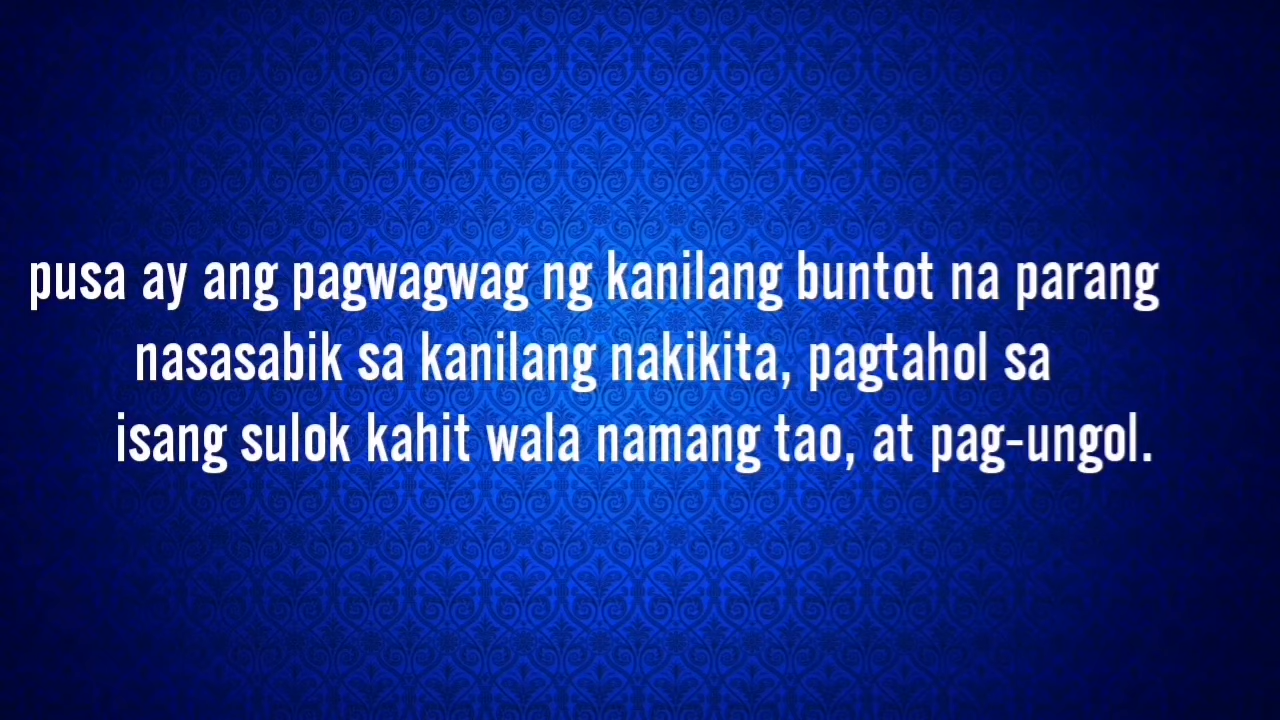 pusa ay ang pagwagwag ng kanilang buntot na parang
nasasabik sa kanilang nakikita, pagtahol sa
isang sulok kahit wala namang tao, at pag-ungol.